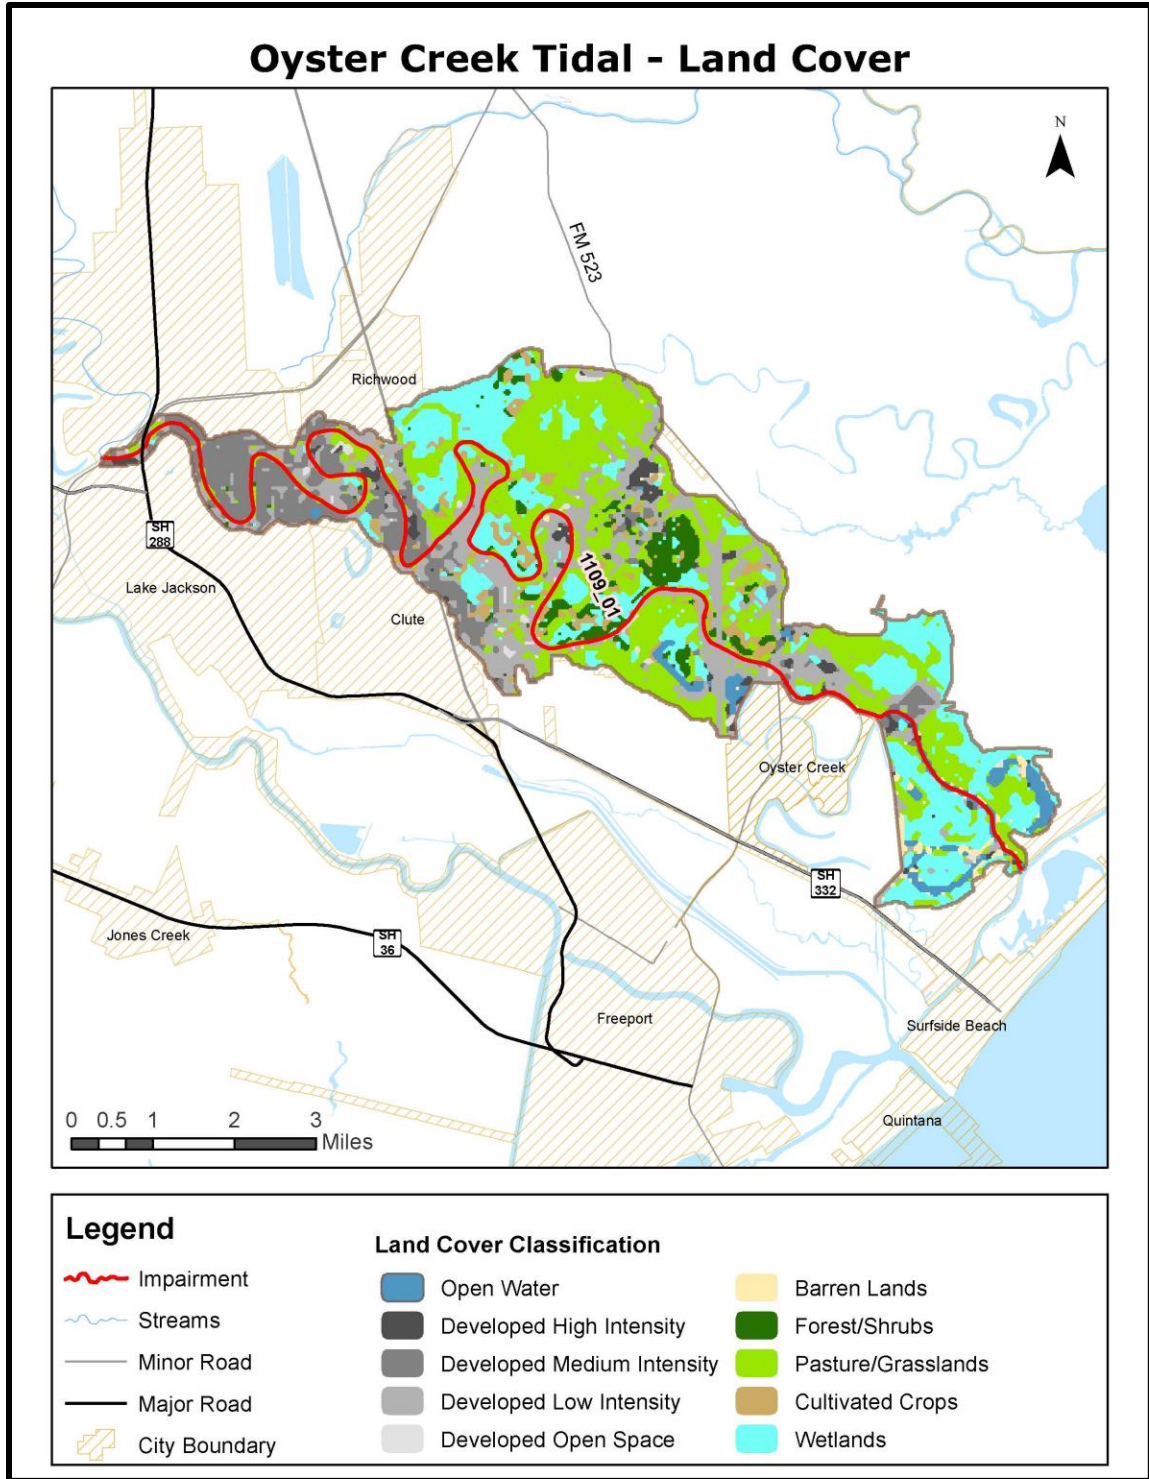 Oyster Creek Tidal - Land Cover
N
FM 523
Richwood
SH
288
Lake Jackson
Clute
1109_01
Oyster Creek
SH
332
Jones Creek
SH
36
Freeport
Surfside Beach
Quintana
0 0.5 1 2 3
Miles
Legend
Impairment
Streams
Minor Road
Major Road
City Boundary
Land Cover Classification
Open Water
Developed High Intensity
Developed Medium Intensity
Developed Low Intensity
Developed Open Space
Barren Lands
Forest/Shrubs
Pasture/Grasslands
Cultivated Crops
Wetlands